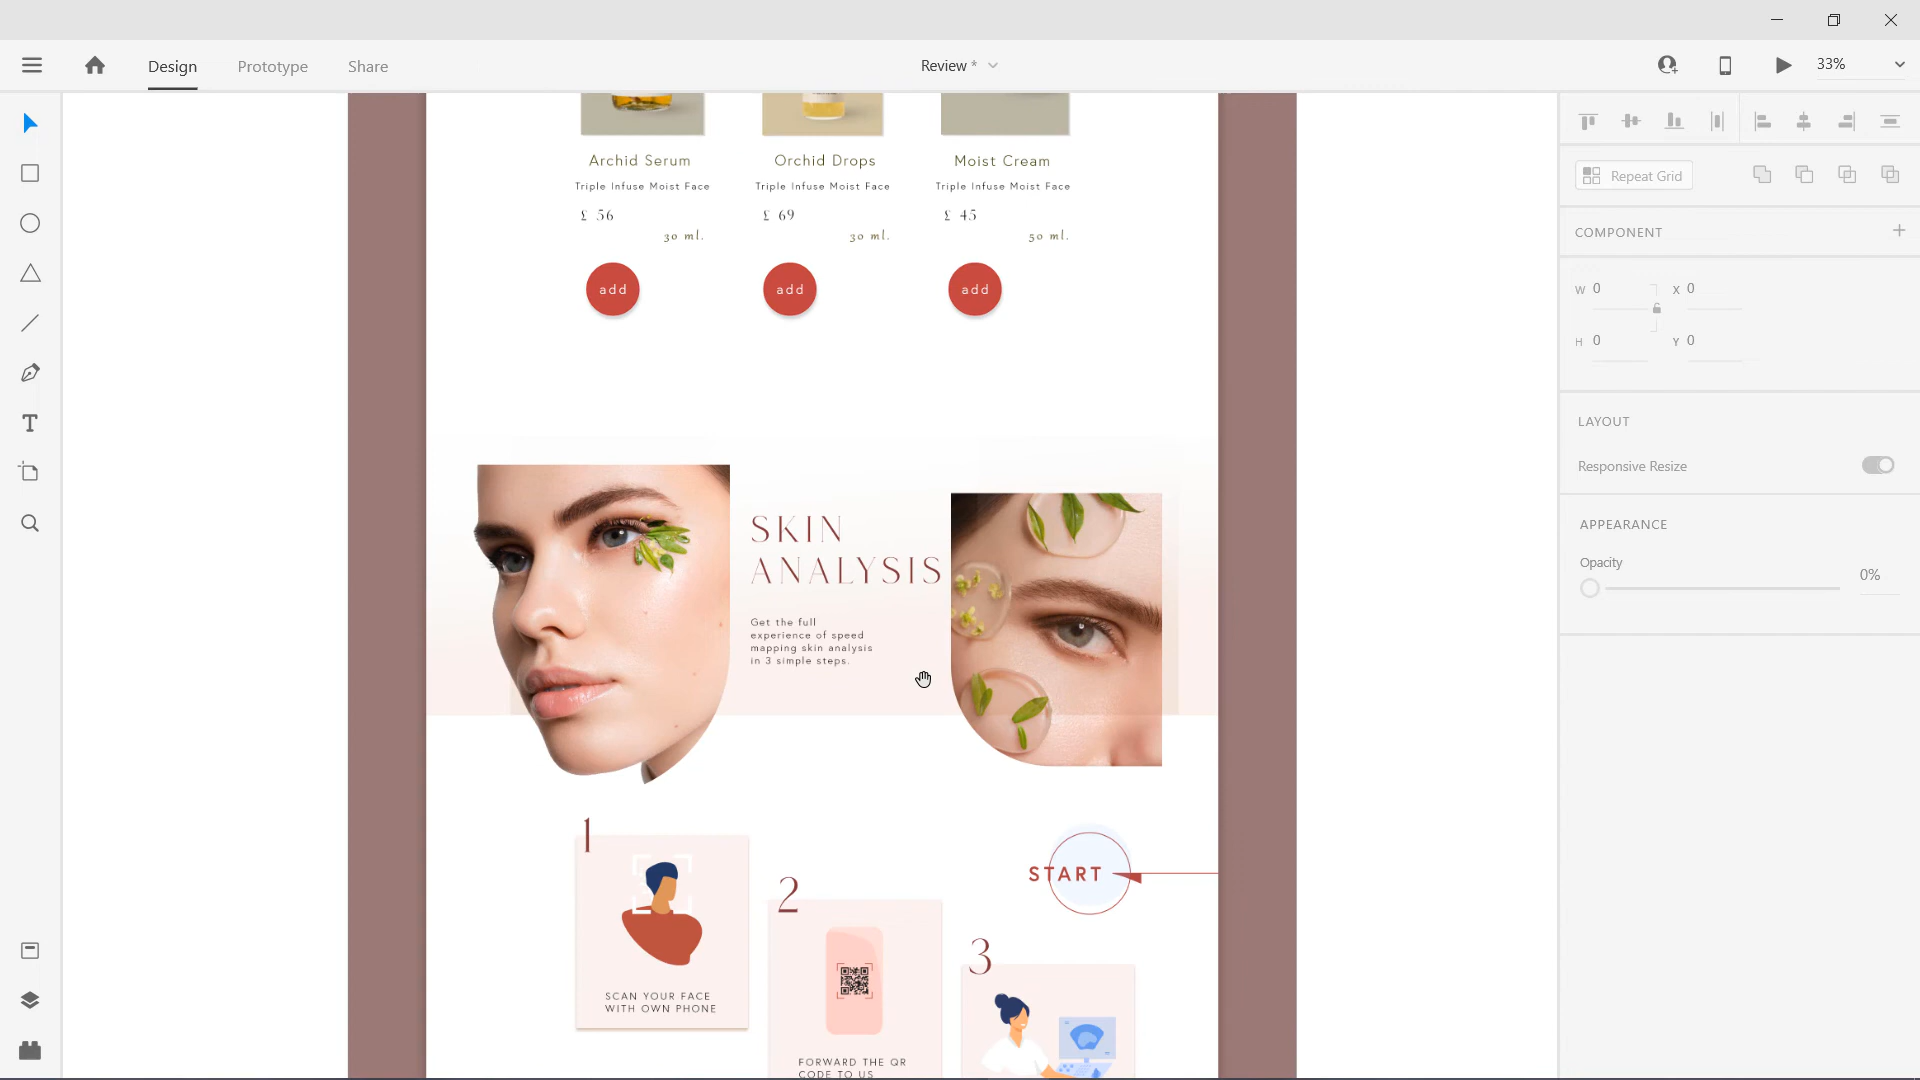 Design
Prototype
Share
Review *
33%
Repeat Grid
COMPONENT
W 0
X 0
H 0
Y 0
LAYOUT
Responsive Resize
APPEARANCE
Opacity
0%
Archid Serum
Triple Infuse Moist Face
£ 56
30 ml.
add
Orchid Drops
Triple Infuse Moist Face
£ 69
30 ml.
add
Moist Cream
Triple Infuse Moist Face
£ 45
50 ml.
add
SKIN
ANALYSIS
Get the full
experience of speed
mapping skin analysis
in 3 simple steps.
START
1
SCAN YOUR FACE
WITH OWN PHONE
2
FORWARD THE QR
CODE TO US
3